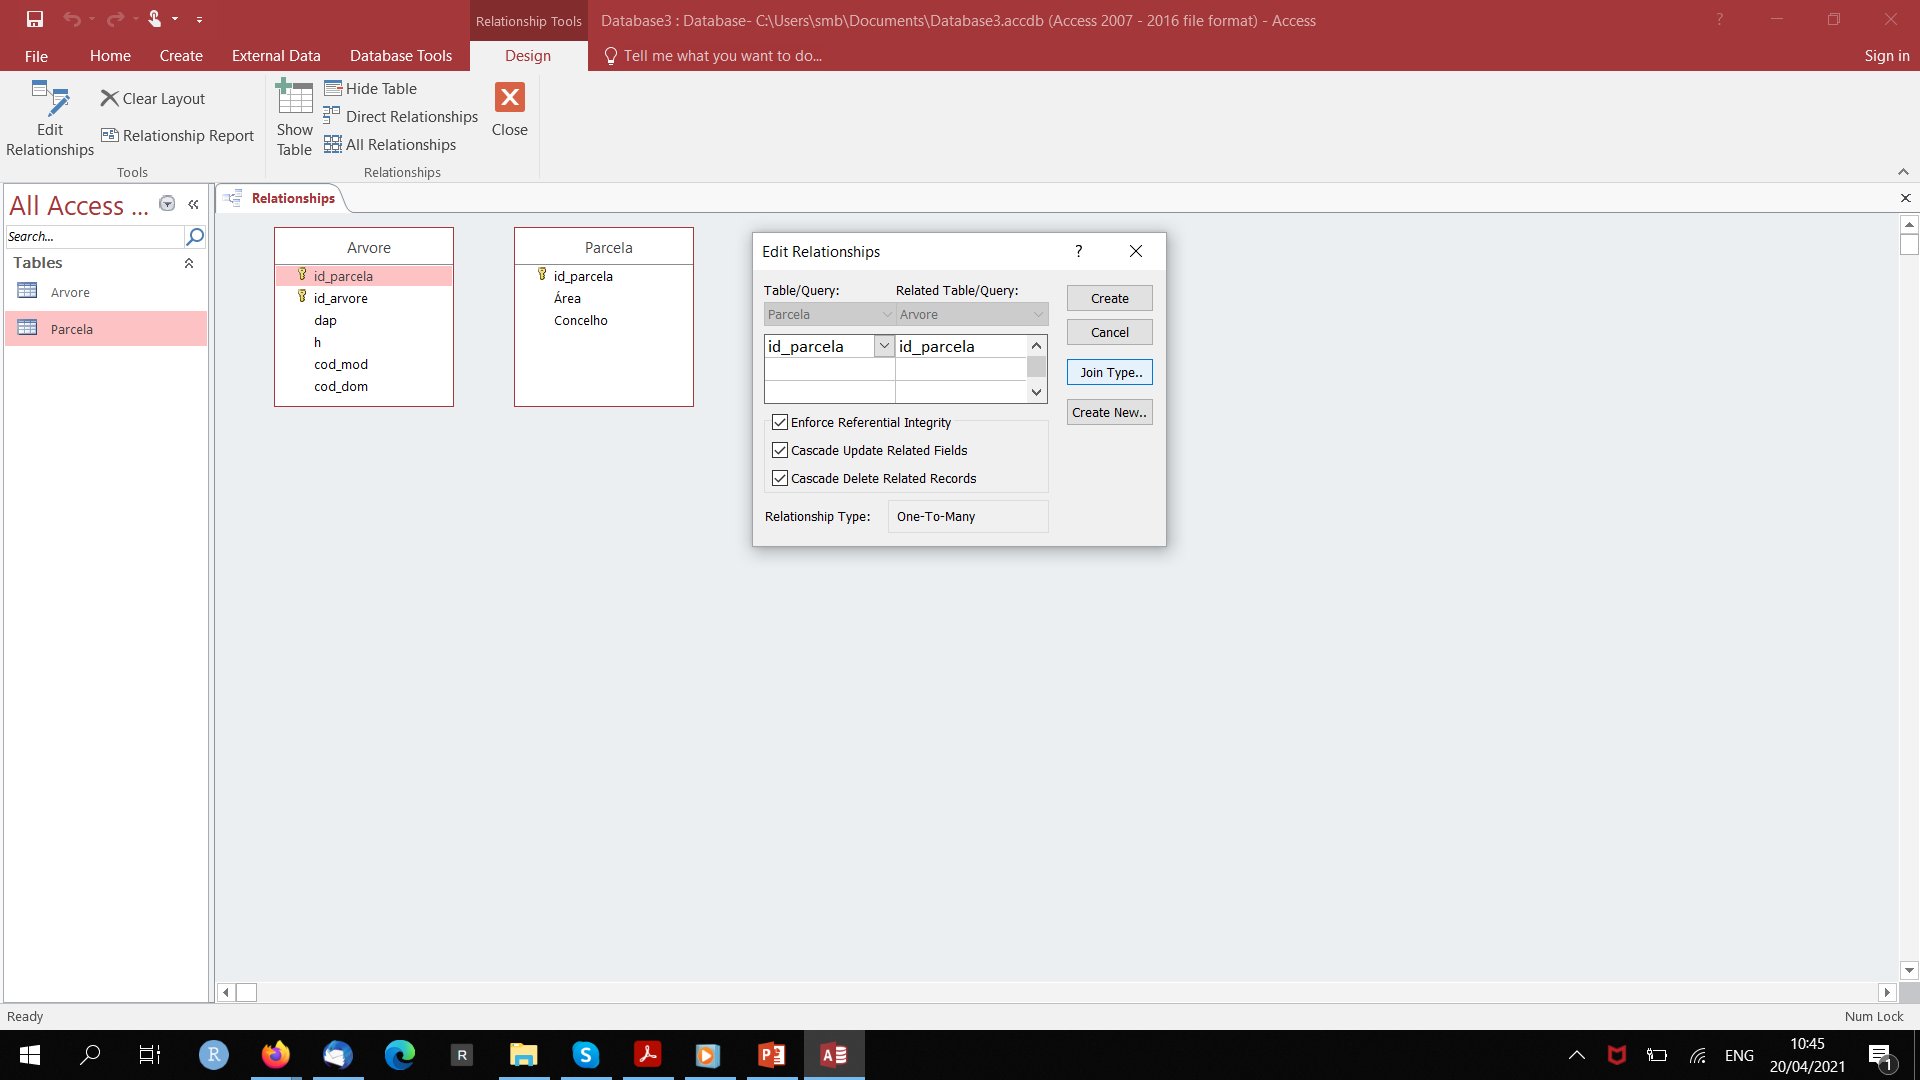 Relationship Tools
Database3 : Database- C:\Users\smb\Documents\Database3.accdb (Access 2007 - 2016 file format) - Access
?
File
Home
Create
External Data
Database Tools
Design
Tell me what you want to do...
Sign in
Edit
Relationships
Clear Layout
Relationship Report
Tools
Show
Table
Hide Table
Direct Relationships
All Relationships
Relationships
Close
All Access ...
Search...
Tables
Arvore
Parcela
Relationships
Arvore
id_parcela
id_arvore
dap
h
cod_mod
cod_dom
Parcela
id_parcela
Área
Concelho
Edit Relationships
?
Table/Query:
Related Table/Query:
Parcela
Arvore
id_parcela
id_parcela
Create
Cancel
Join Type..
Create New..
Enforce Referential Integrity
Cascade Update Related Fields
Cascade Delete Related Records
Relationship Type:
One-To-Many
Ready
Num Lock
R
R
S
P
A
ENG
10:45
20/04/2021
1